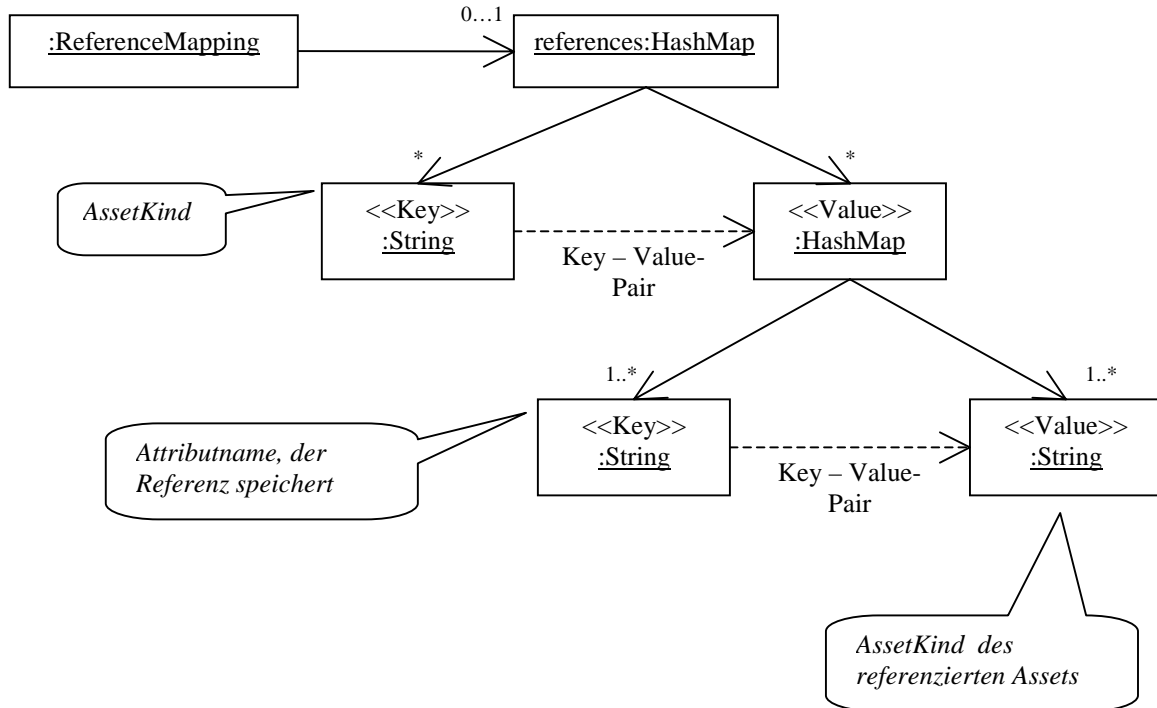 0…1
:ReferenceMapping
references:HashMap
*
*
AssetKind
<<Key>>
:String
<<Value>>
:HashMap
Key – Value-
Pair
1..*
1..*
Attributname, der
Referenz speichert
<<Key>>
:String
<<Value>>
:String
Key – Value-
Pair
AssetKind des
referenzierten Assets